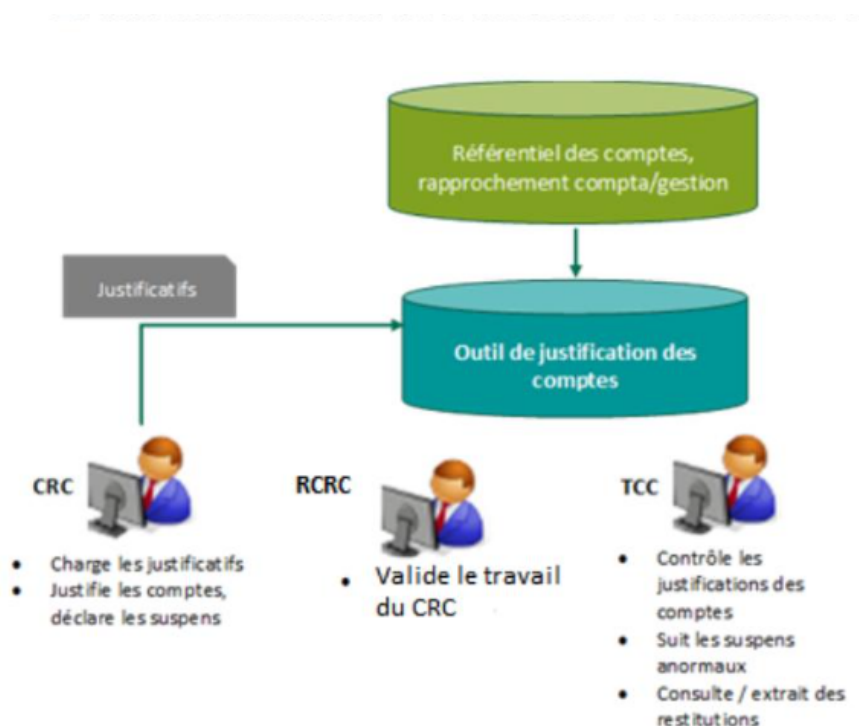 Référentiel des comptes,
rapprochement compta/gestion
Justificatifs
Outil de justification des
comptes
CRC
• Charge les justificatifs
• Justifie les comptes,
déclare les suspens
RCRC
• Valide le travail
du CRC
TCC
• Contrôle les
justifications des
comptes
• Suit les suspens
anormaux
• Consulte / extrait des
restitutions